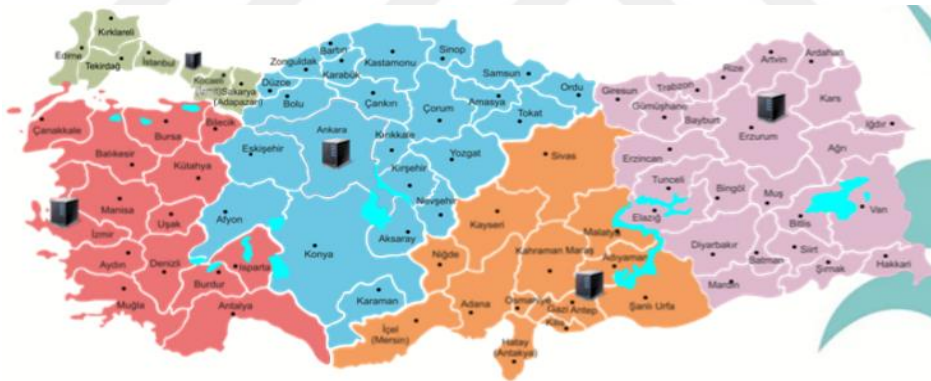 Kırklareli
Edirne
Tekirdağ
İstanbul
Kocaeli
(İzmit)
Sakarya
(Adapazarı)
Düzce
Zonguldak
Bartın
Karabük
Kastamonu
Sinop
Samsun
Ordu
Giresun
Trabzon
Rize
Artvin
Ardahan
Kars
Iğdır
Ağrı
Erzurum
Bayburt
Gümüşhane
Erzincan
Tokat
Amasya
Çorum
Çankırı
Bolu
Bilecik
Bursa
Çanakkale
Balıkesir
Kütahya
Eskişehir
Ankara
Kırıkkale
Kırşehir
Yozgat
Sivas
Tunceli
Bingöl
Muş
Bitlis
Van
Hakkari
Şırnak
Siirt
Batman
Mardin
Diyarbakır
Elazığ
Malatya
Adıyaman
Şanlı Urfa
Kahraman Maraş
Kayseri
Nevşehir
Aksaray
Niğde
Konya
Karaman
Afyon
Uşak
Manisa
İzmir
Aydın
Denizli
Muğla
Burdur
Isparta
Antalya
İçel
(Mersin)
Adana
Osmaniye
Gazi Antep
Kilis
Hatay
(Antakya)